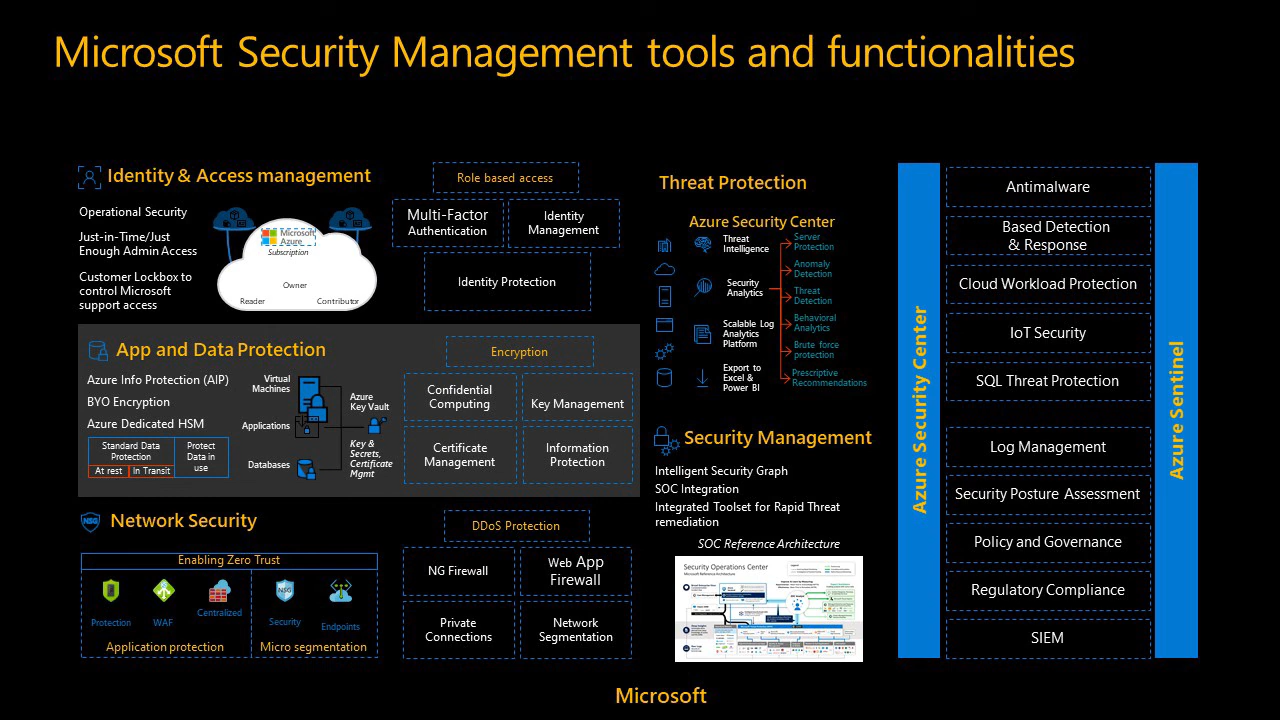 Microsoft Security Management tools and functionalities
Identity & Access management
Operational Security
Just-in-Time/Just
Enough Admin Access
Customer Lockbox to
control Microsoft
support access
Microsoft
Azure
Subscription
Owner
Reader
Contributor
Role based access
Multi-Factor
Authentication
Identity
Management
Identity Protection
App and Data Protection
Azure Info Protection (AIP)
BYO Encryption
Azure Dedicated HSM
Standard Data
Protection
At rest
In Transit
Protect
Data in
use
Virtual
Machines
Applications
Databases
Azure
Key Vault
Key &
Secrets,
Certificate
Mgmt
Encryption
Confidential
Computing
Key Management
Certificate
Management
Information
Protection
NSG
Network Security
Enabling Zero Trust
Protection
WAF
Centralized
NSG
Security
Endpoints
Application protection
Micro segmentation
DDoS Protection
NG Firewall
Web App
Firewall
Private
Connections
Network
Segmentation
Threat Protection
Azure Security Center
Threat
Intelligence
Security
Analytics
Scalable Log
Analytics
Platform
Export to
Excel &
Power BI
Server
Protection
Anomaly
Detection
Threat
Detection
Behavioral
Analytics
Brute force
protection
Prescriptive
Recommendations
Security Management
Intelligent Security Graph
SOC Integration
Integrated Toolset for Rapid Threat
remediation
SOC Reference Architecture
Security Operations Center
Microsoft Reference Architecture
Azure Security Center
Antimalware
Based Detection
& Response
Cloud Workload Protection
IoT Security
SQL Threat Protection
Log Management
Security Posture Assessment
Policy and Governance
Regulatory Compliance
SIEM
Azure Sentinel
Microsoft